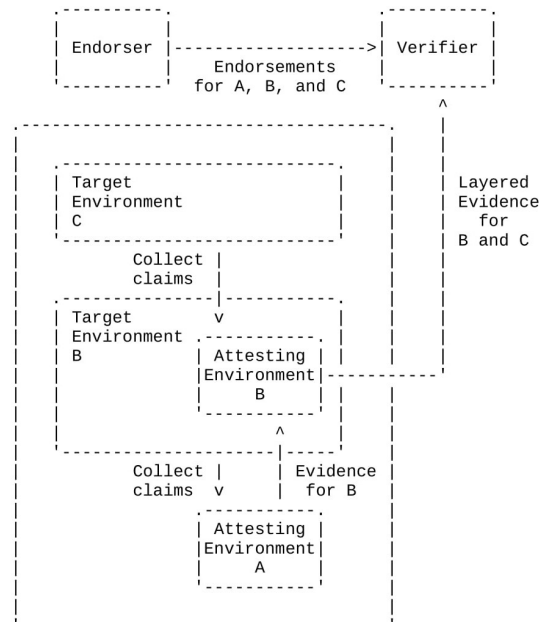 Endorser
Verifier
Endorsements
for A, B, and C
Target
Environment
C
Layered
Evidence
for
B and C
Collect
claims
Target
Environment
B
Attesting
Environment
B
Collect
claims
Evidence
for B
Attesting
Environment
A